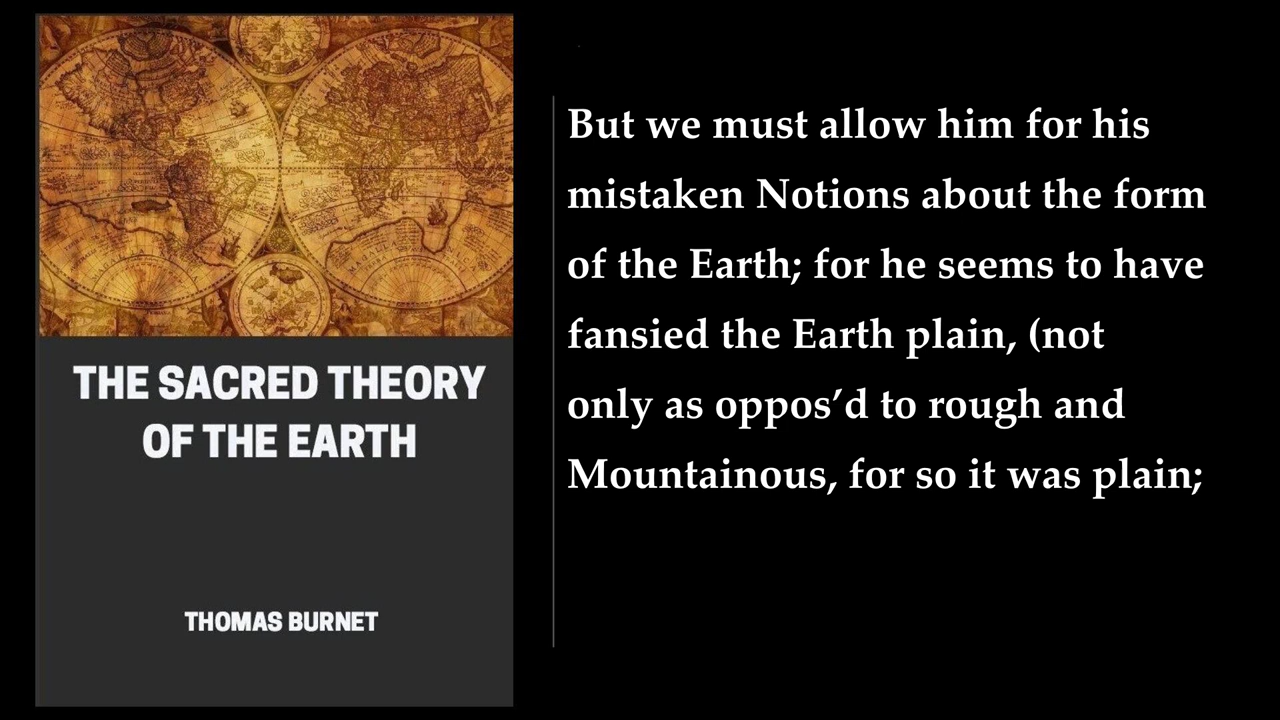 THE SACRED THEORY
OF THE EARTH
THOMAS BURNET
But we must allow him for his
mistaken Notions about the form
of the Earth; for he seems to have
fansied the Earth plain, (not
only as oppos’d to rough and
Mountainous, for so it was plain;